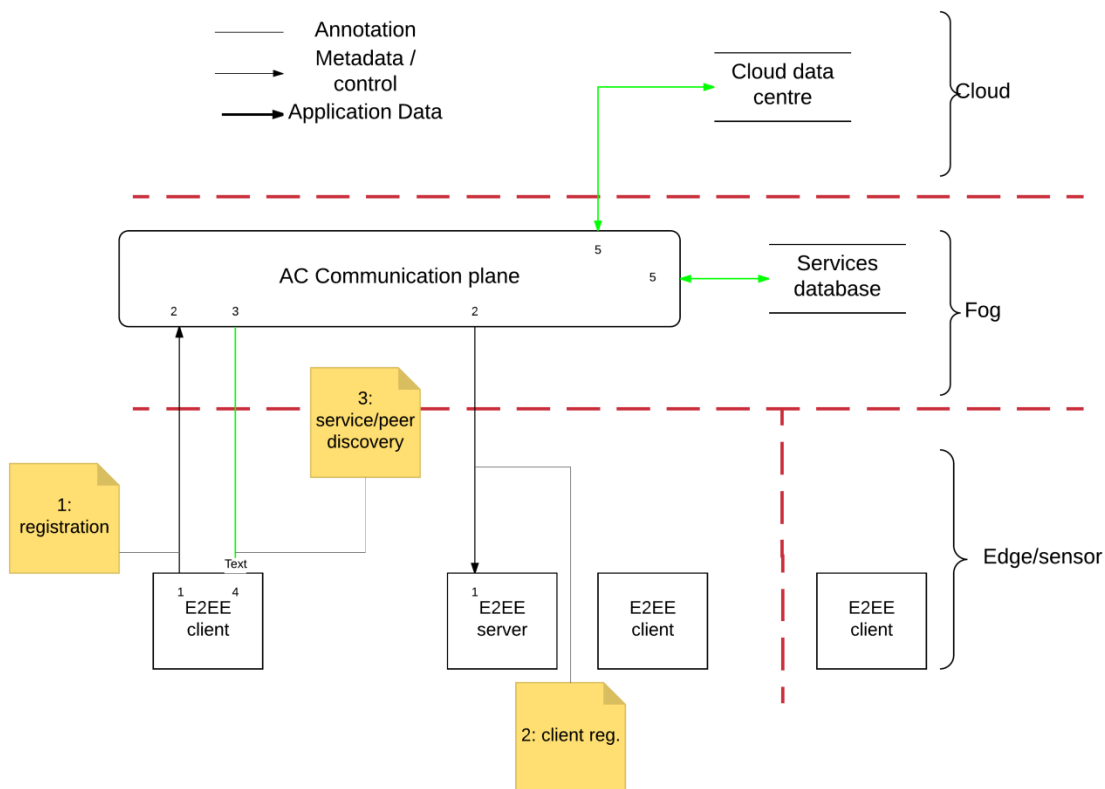 Annotation
Metadata /
control
Application Data
Cloud data
centre
Cloud
5
AC Communication plane
5
Services
database
2
3
2
Fog
3:
service/peer
discovery
1:
registration
Edge/sensor
Text
1
4
E2EE
client
1
E2EE
server
E2EE
client
E2EE
client
2: client reg.